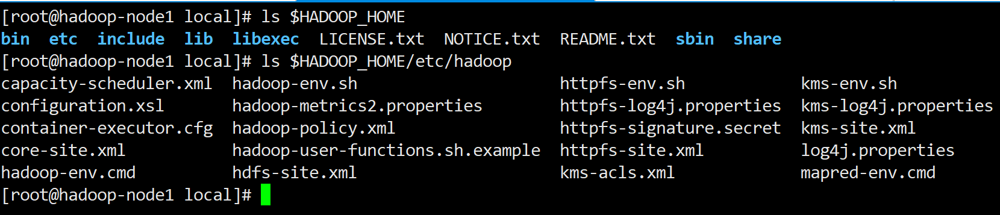 [root@hadoop-node1 local]# ls $HADOOP_HOME
bin  etc  include  lib  libexec  LICENSE.txt  NOTICE.txt  README.txt  sbin  share
[root@hadoop-node1 local]# ls $HADOOP_HOME/etc/hadoop
capacity-scheduler.xml  hadoop-env.sh                     httpfs-env.sh            kms-env.sh
configuration.xsl       hadoop-metrics2.properties        httpfs-log4j.properties  kms-log4j.properties
container-executor.cfg  hadoop-policy.xml                 httpfs-signature.secret  kms-site.xml
core-site.xml           hadoop-user-functions.sh.example  httpfs-site.xml          log4j.properties
hadoop-env.cmd          hdfs-site.xml                     kms-acls.xml             mapred-env.cmd
[root@hadoop-node1 local]#